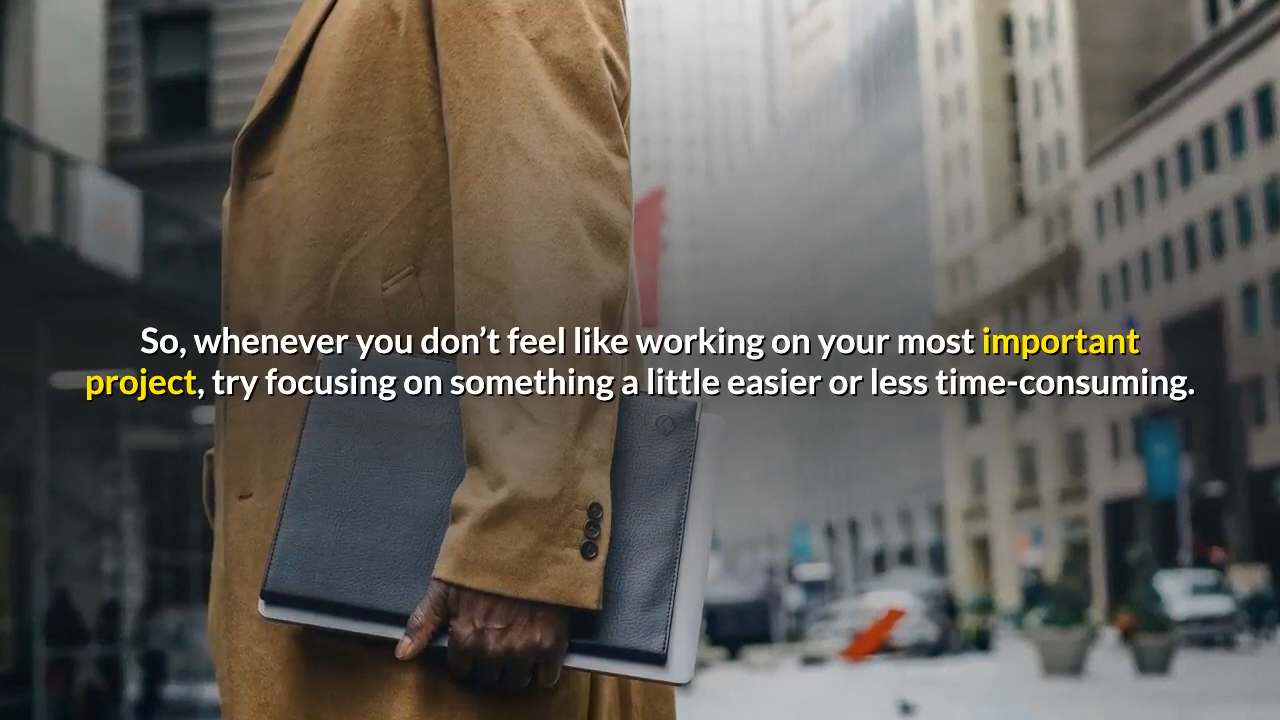 So, whenever you don’t feel like working on your most important
project, try focusing on something a little easier or less time-consuming.